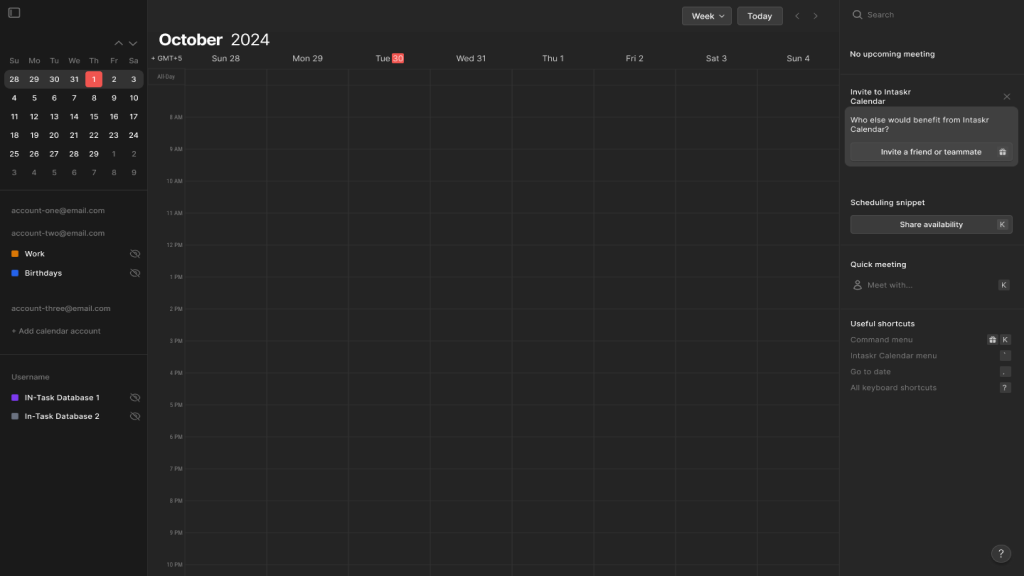 Su Mo Tu We Th Fr Sa
28 29 30 31 1 2 3
4 5 6 7 8 9 10
11 12 13 14 15 16 17
18 19 20 21 22 23 24
25 26 27 28 29 1 2
3 4 5 6 7 8 9
account-one@email.com
account-two@email.com
Work
Birthdays
account-three@email.com
+ Add calendar account
Username
IN-Task Database 1
In-Task Database 2
Week
Today
October 2024
+ GMT+5 Sun 28 Mon 29 Tue 30 Wed 31 Thu 1 Fri 2 Sat 3 Sun 4
All-Day
8 AM
9 AM
10 AM
11 AM
12 PM
1 PM
2 PM
3 PM
4 PM
5 PM
6 PM
7 PM
8 PM
9 PM
10 PM
Search
No upcoming meeting
Invite to Intaskr
Calendar
Who else would benefit from Intaskr
Calendar?
Invite a friend or teammate
Scheduling snippet
Share availability K
Quick meeting
Meet with... K
Useful shortcuts
Command menu K
Intaskr Calendar menu '
Go to date .
All keyboard shortcuts ?
?